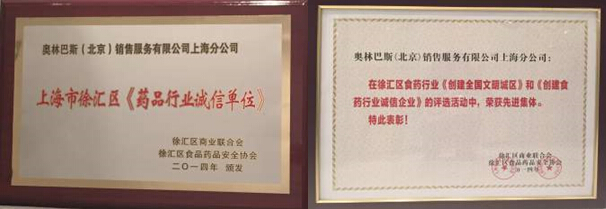 奥林巴斯（北京）销售服务有限公司上海分公司
上海市徐汇区《药品行业诚信单位》
徐汇区商业联合会
徐汇区食品药品安全协会
二〇一四年 颁发
奥林巴斯(北京)销售服务有限公司上海分公司：
在徐汇区食药行业《创建全国文明城区》和《创建食
药行业诚信企业》的评选活动中，荣获先进集体。
特此表彰！
徐汇区商业联合会
徐汇区食品药品安全协会
二〇一四年